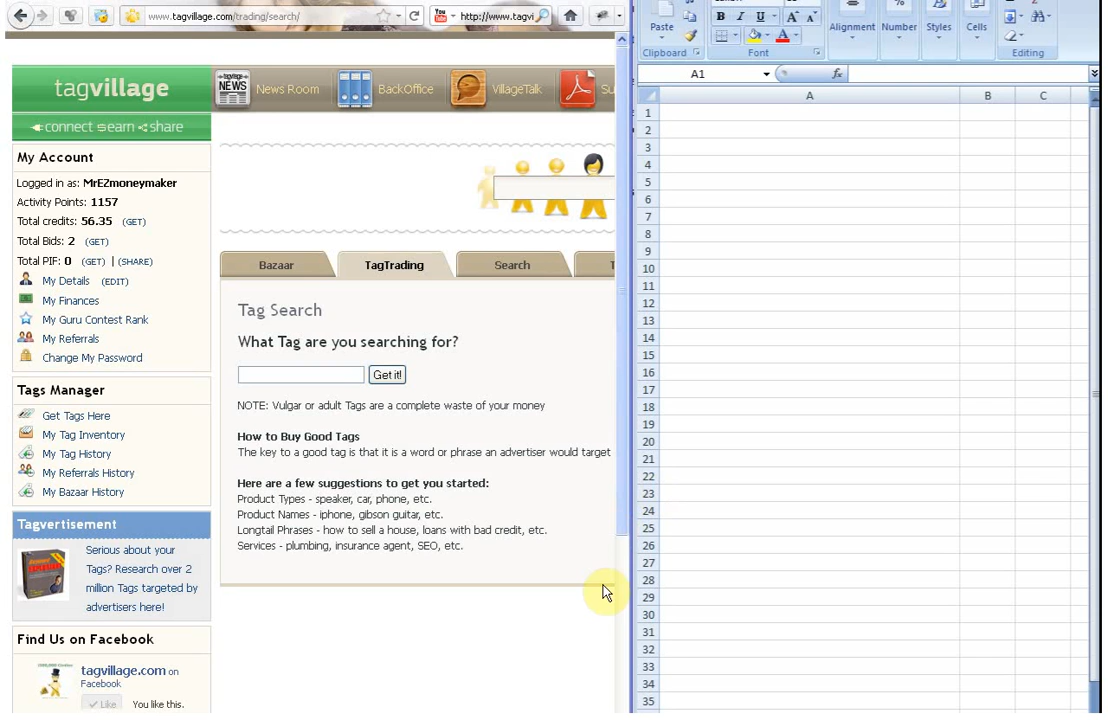 www.tagvillage.com/trading/search/
http://www.tagvi
tagvillage
connect earn share
NEWS
News Room
BackOffice
VillageTalk
Su
My Account
Logged in as: MrE2moneymaker
Activity Points: 1157
Total credits: 56.35 (GET)
Total Bids: 2 (GET)
Total PIF: 0 (GET) | (SHARE)
My Details (EDIT)
My Finances
My Guru Contest Rank
My Referrals
Change My Password
Tags Manager
Get Tags Here
My Tag Inventory
My Tag History
My Referrals History
My Bazaar History
Tagvertisement
Serious about your
Tags? Research over 2
million Tags targeted by
advertisers here!
Find Us on Facebook
tagvillage.com on
Facebook
Like You like this.
Bazaar
TagTrading
Search
T
Tag Search
What Tag are you searching for?
Get it!
NOTE: Vulgar or adult Tags are a complete waste of your money
How to Buy Good Tags
The key to a good tag is that it is a word or phrase an advertiser would target
Here are a few suggestions to get you started:
Product Types - speaker, car, phone, etc.
Product Names - iphone, gibson guitar, etc.
Longtail Phrases - how to sell a house, loans with bad credit, etc.
Services - plumbing, insurance agent, SEO, etc.
Paste
B I U A A
A
Alignment
Number
Styles
Cells
Clipboard
Font
Editing
A1
fx
A B C
1
2
3
4
5
6
7
8
9
10
11
12
13
14
15
16
17
18
19
20
21
22
23
24
25
26
27
28
29
30
31
32
33
34
35